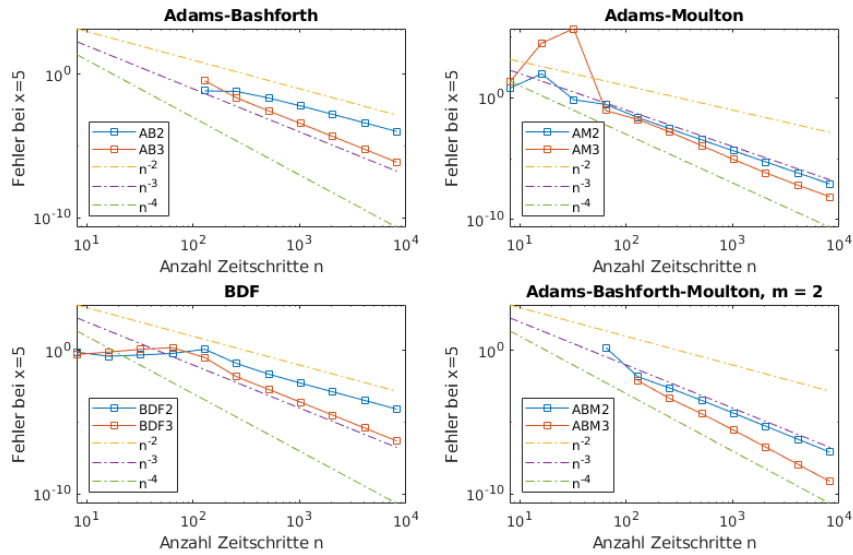 Adams-Bashforth
Fehler bei x=5
10^0
10^-10
AB2
AB3
n^-2
n^-3
n^-4
10^1 10^2 10^3 10^4
Anzahl Zeitschritte n
Adams-Moulton
Fehler bei x=5
10^0
10^-10
AM2
AM3
n^-2
n^-3
n^-4
10^1 10^2 10^3 10^4
Anzahl Zeitschritte n
BDF
Fehler bei x=5
10^0
10^-10
BDF2
BDF3
n^-2
n^-3
n^-4
10^1 10^2 10^3 10^4
Anzahl Zeitschritte n
Adams-Bashforth-Moulton, m = 2
Fehler bei x=5
10^0
10^-10
ABM2
ABM3
n^-2
n^-3
n^-4
10^1 10^2 10^3 10^4
Anzahl Zeitschritte n